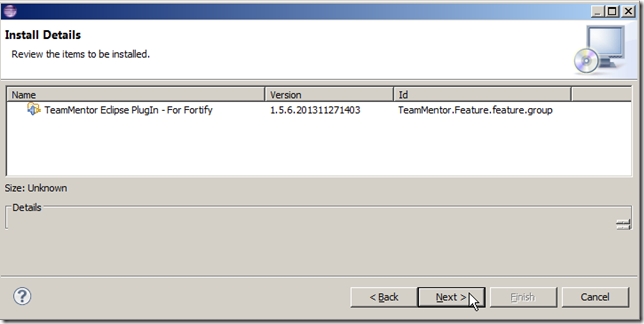 Install Details
Review the items to be installed.
Name Version Id
TeamMentor Eclipse PlugIn - For Fortify 1.5.6.201311271403 TeamMentor.Feature.feature.group
Size: Unknown
Details
? < Back Next > Finish Cancel